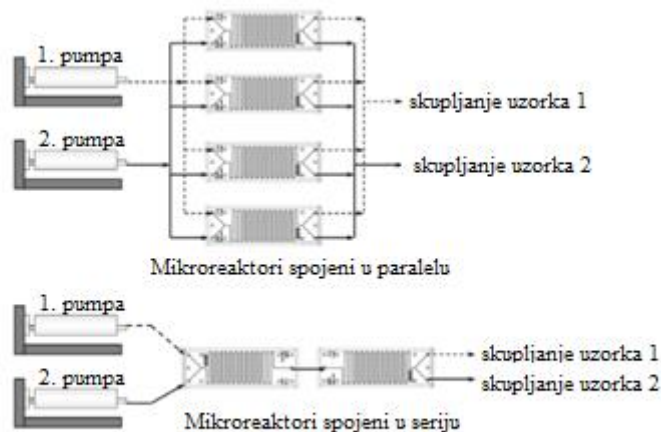 1. pumpa
2. pumpa
skupljanje uzorka 1
skupljanje uzorka 2
Mikroreaktori spojeni u paralelu
1. pumpa
2. pumpa
skupljanje uzorka 1
skupljanje uzorka 2
Mikroreaktori spojeni u seriju